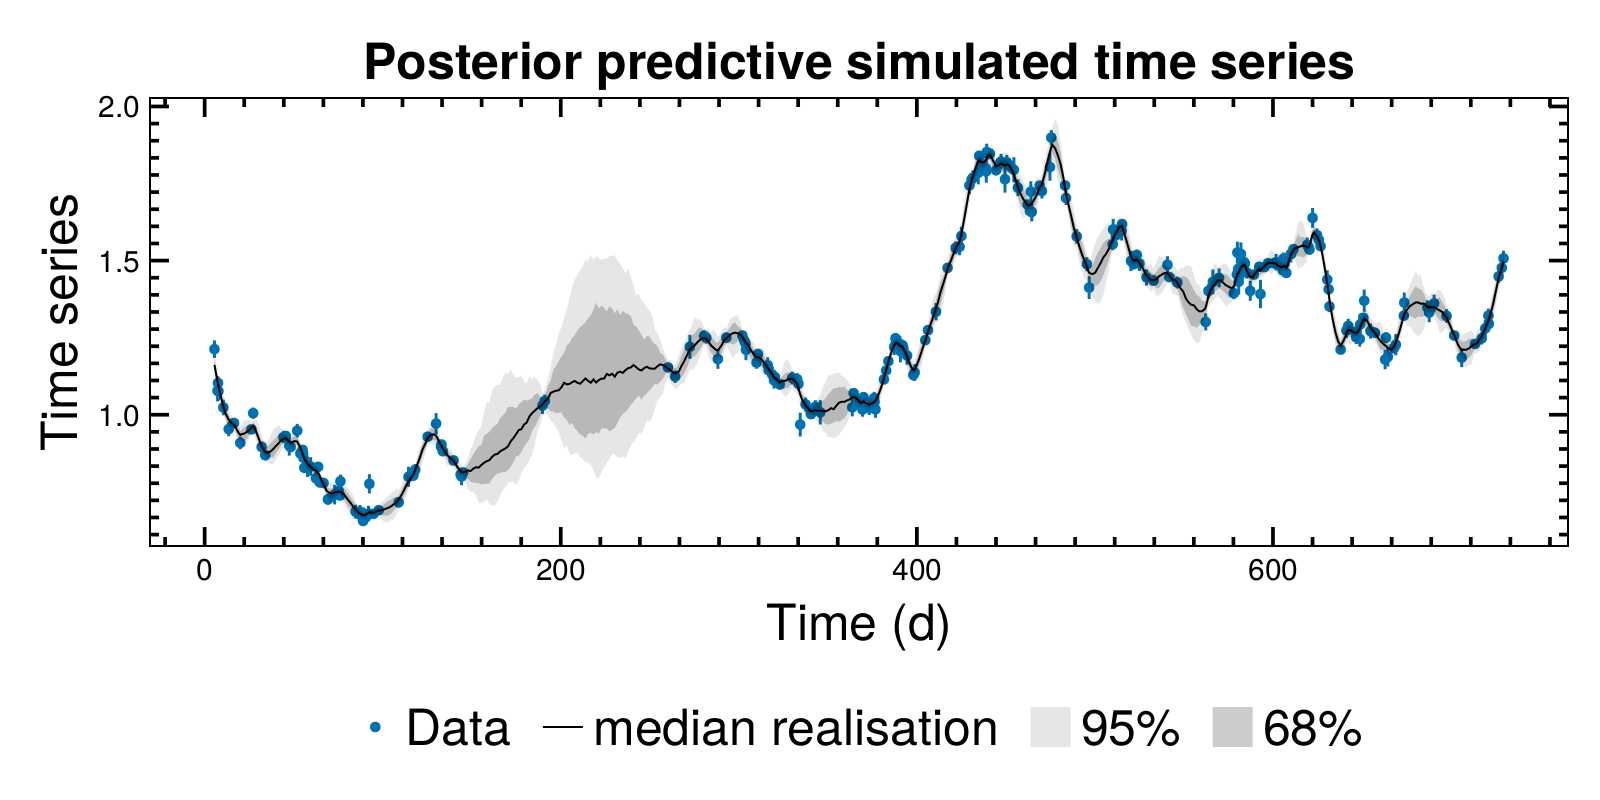 Posterior predictive simulated time series
2.0
1.5
1.0
Time series
0 200 400 600
Time (d)
Data median realisation 95% 68%